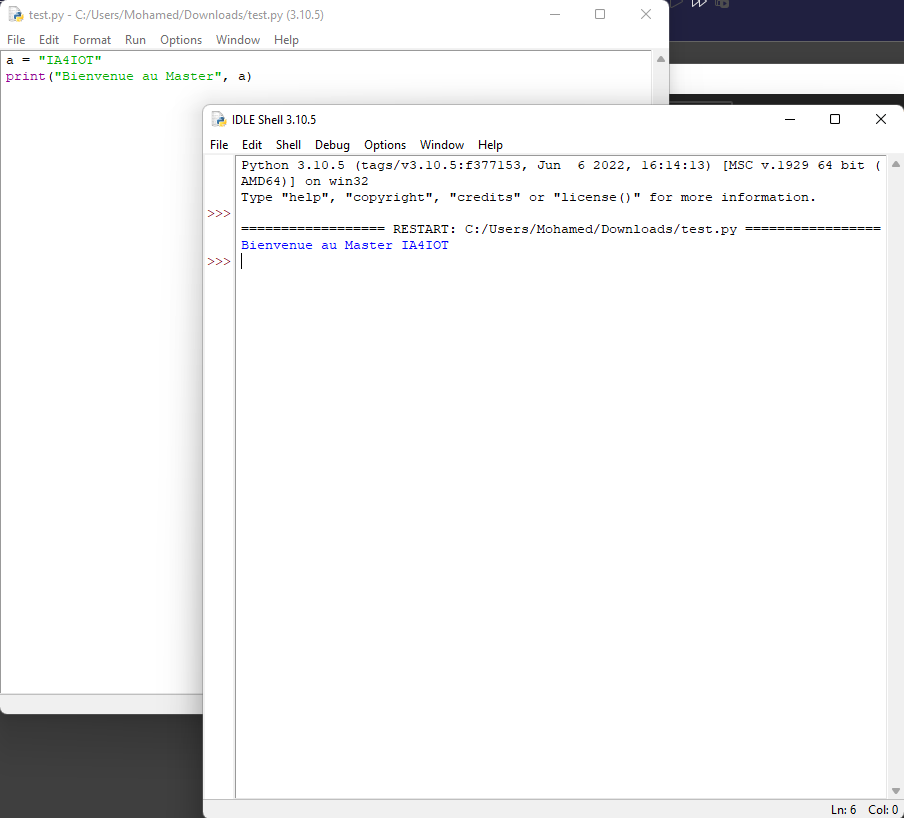 test.py - C:/Users/Mohamed/Downloads/test.py (3.10.5)
File Edit Format Run Options Window Help
a = "IA4IOT"
print("Bienvenue au Master", a)
IDLE Shell 3.10.5
File Edit Shell Debug Options Window Help
Python 3.10.5 (tags/v3.10.5:f377153, Jun  6 2022, 16:14:13) [MSC v.1929 64 bit (
AMD64)] on win32
Type "help", "copyright", "credits" or "license()" for more information.
>>>
================== RESTART: C:/Users/Mohamed/Downloads/test.py =================
Bienvenue au Master IA4IOT
>>>
Ln: 6 Col: 0